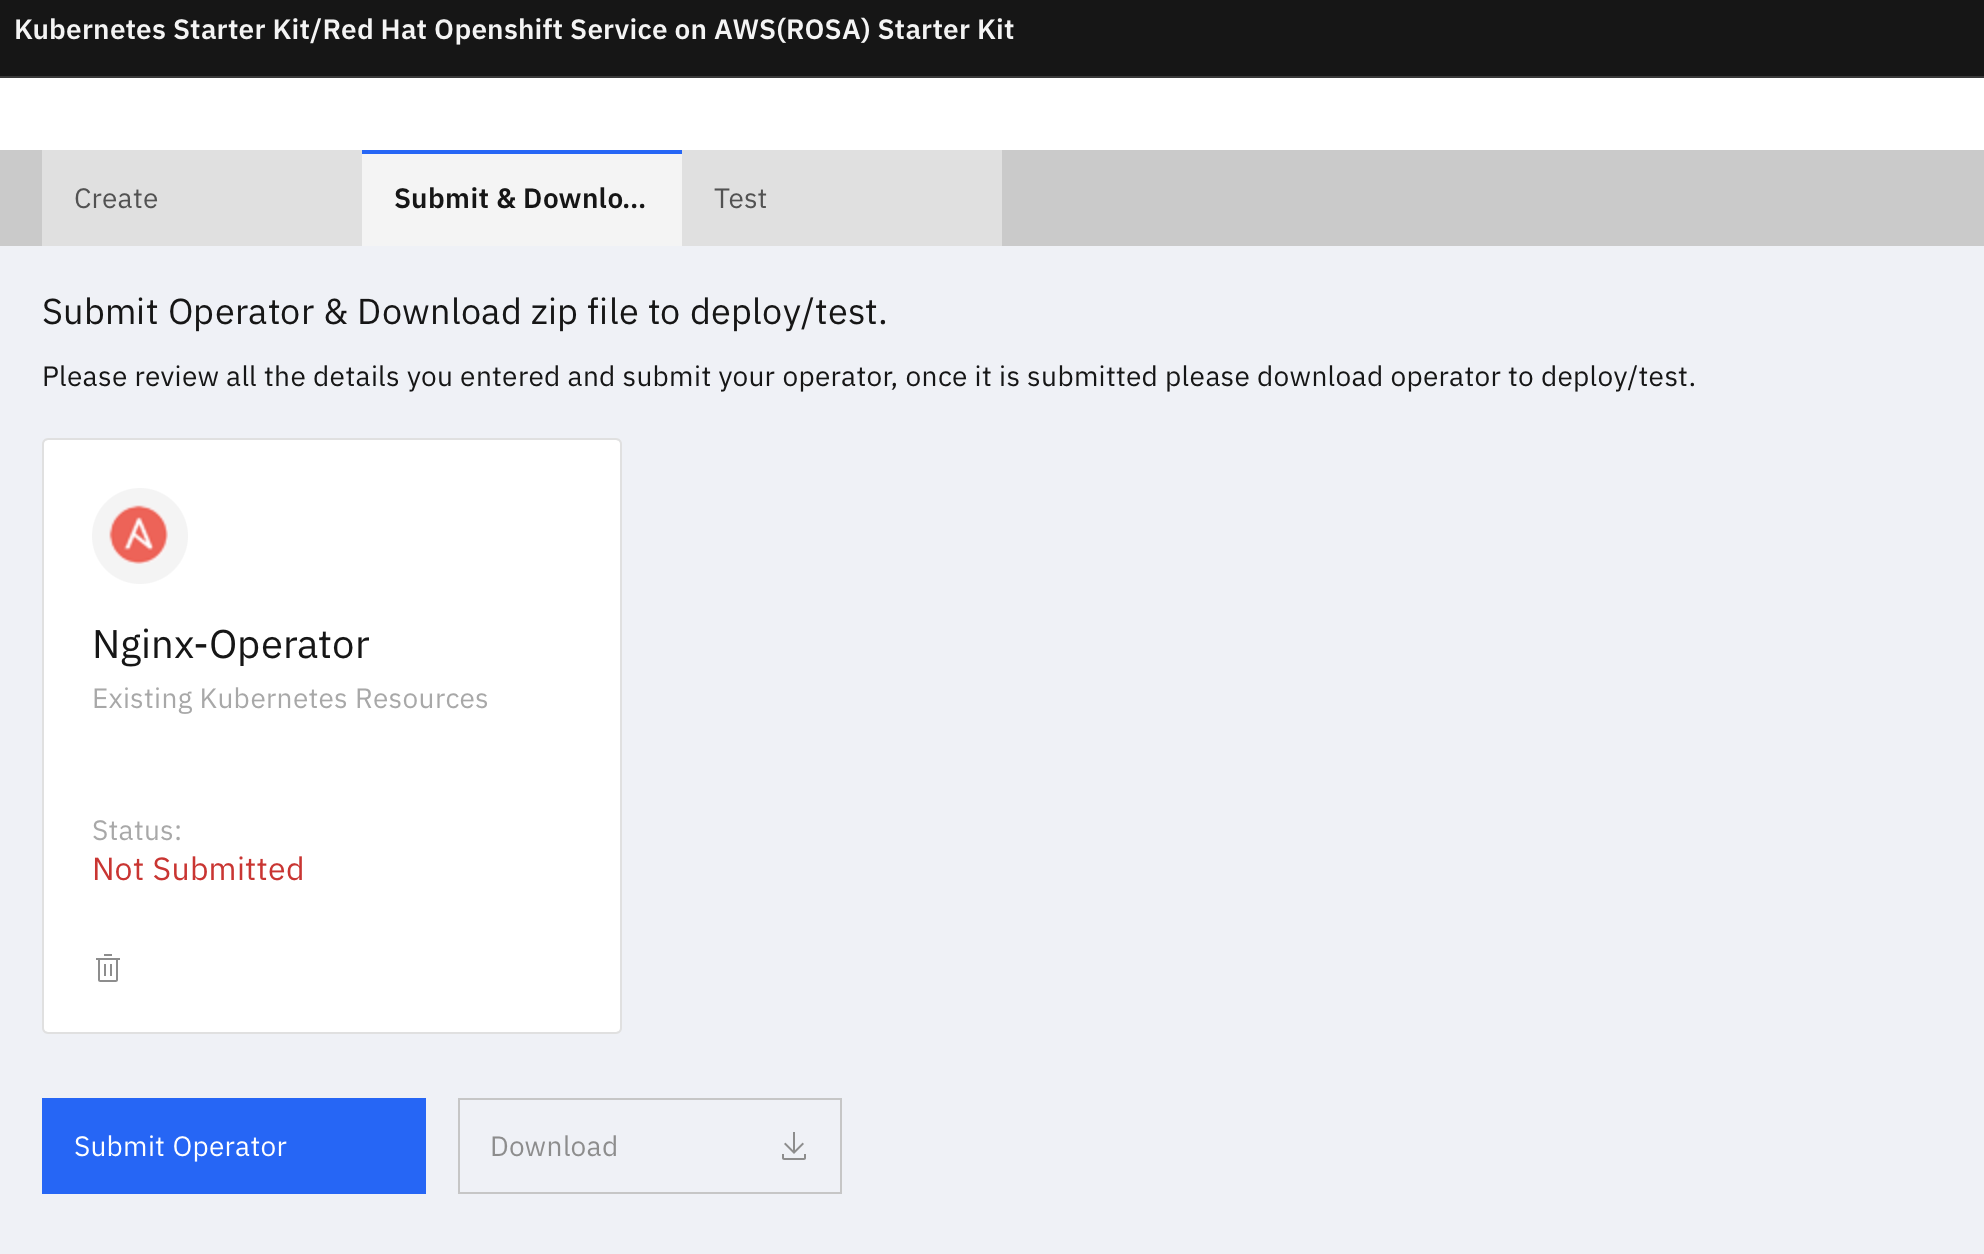 Kubernetes Starter Kit/Red Hat Openshift Service on AWS(ROSA) Starter Kit
Create
Submit & Downlo...
Test
Submit Operator & Download zip file to deploy/test.
Please review all the details you entered and submit your operator, once it is submitted please download operator to deploy/test.
Nginx-Operator
Existing Kubernetes Resources
Status:
Not Submitted
Submit Operator
Download